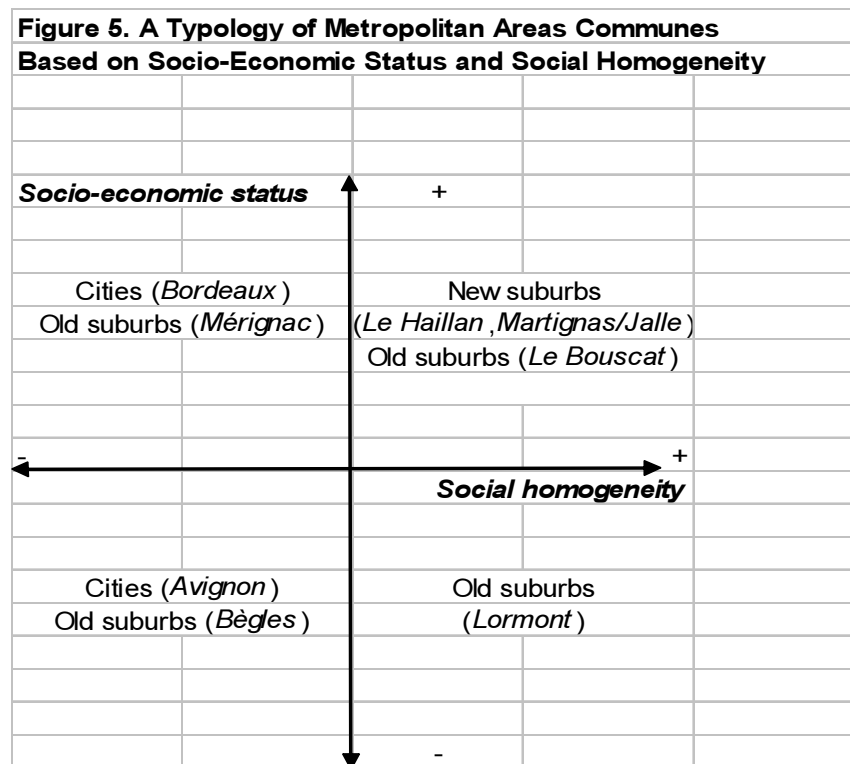 Figure 5. A Typology of Metropolitan Areas Communes
Based on Socio-Economic Status and Social Homogeneity
Socio-economic status +
Cities (Bordeaux) New suburbs
Old suburbs (Mérignac) (Le Haillan, Martignas/Jalle)
Old suburbs (Le Bouscat)
- +
Social homogeneity
Cities (Avignon) Old suburbs
Old suburbs (Bègles) (Lormont)
-